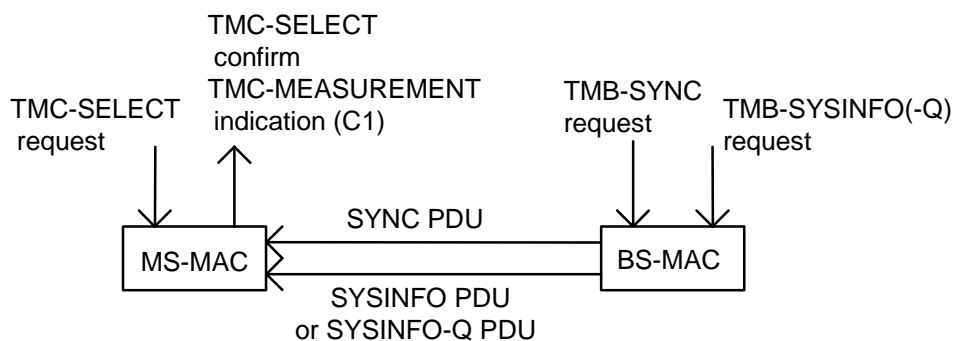 TMC-SELECT
confirm
TMC-MEASUREMENT
indication (C1)
TMC-SELECT
request
TMB-SYNC
request
TMB-SYSINFO(-Q)
request
SYNC PDU
MS-MAC
BS-MAC
SYSINFO PDU
or SYSINFO-Q PDU